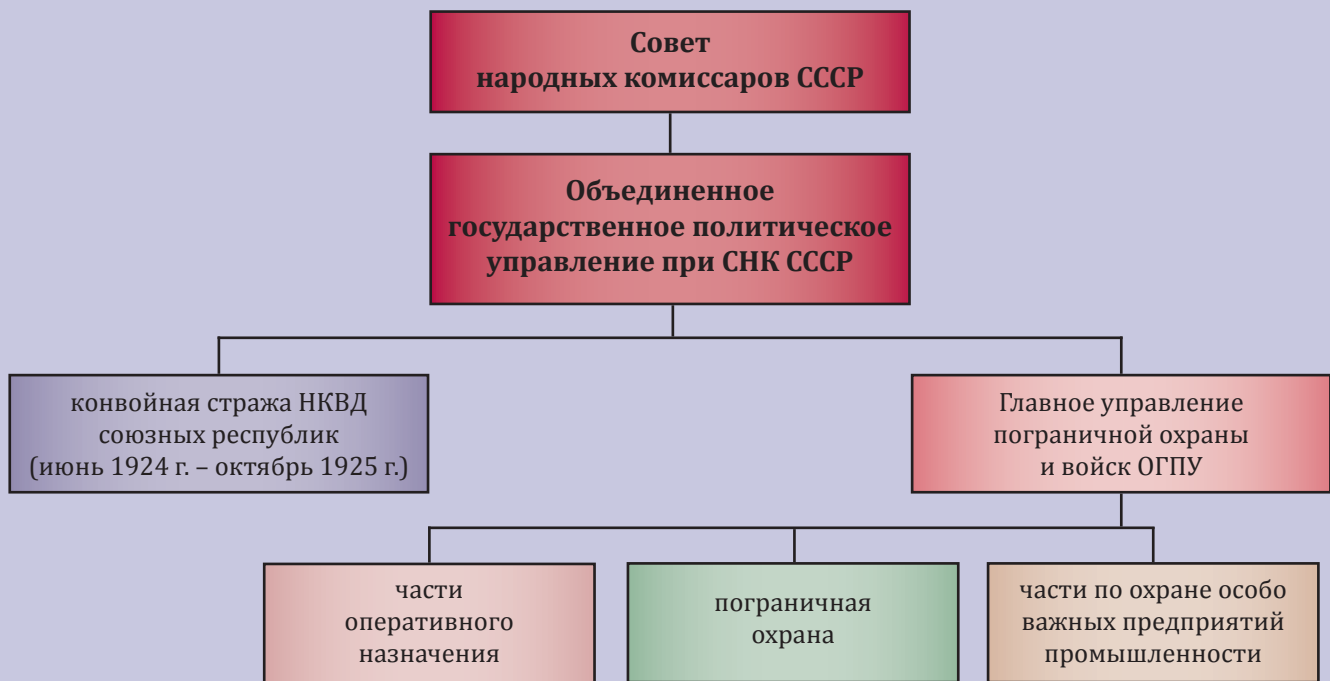 Совет
народных комиссаров СССР
Объединенное
государственное политическое
управление при СНК СССР
конвойная стража НКВД
союзных республик
(июнь 1924 г. – октябрь 1925 г.)
Главное управление
пограничной охраны
и войск ОГПУ
части
оперативного
назначения
пограничная
охрана
части по охране особо
важных предприятий
промышленности